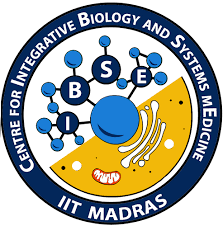 CENTRE FOR INTEGRATIVE BIOLOGY AND SYSTEMS MEDICINE
I B S E
IIT MADRAS